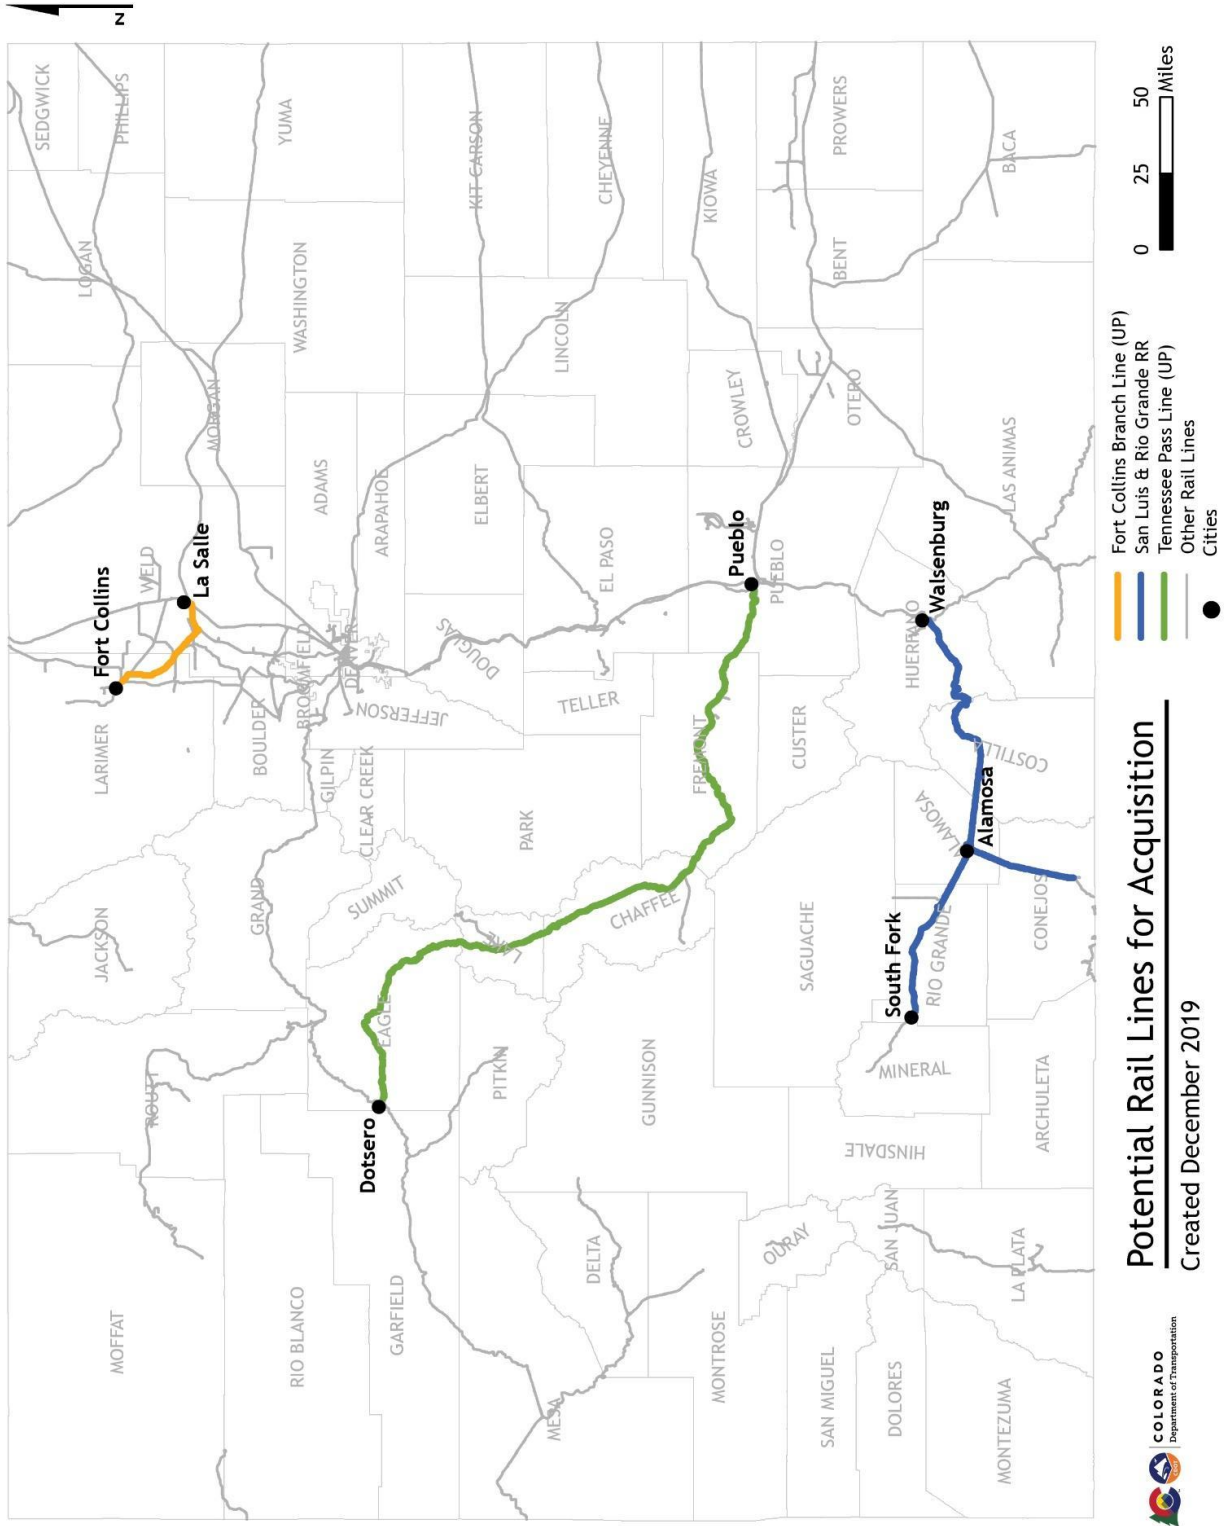 N
SEDGWICK
PHILLIPS
LOGAN
YUMA
WASHINGTON
MORGAN
WELD
LARIMER
JACKSON
MOFFAT
ROUTT
Fort Collins
La Salle
BOULDER
BROOMFIELD
ADAMS
DENVER
ARAPAHOE
GRAND
GILPIN
CLEAR CREEK
JEFFERSON
SUMMIT
EAGLE
RIO BLANCO
GARFIELD
Dotsero
KIT CARSON
ELBERT
DOUGLAS
LINCOLN
CHEYENNE
PARK
TELLER
EL PASO
LAKE
PITKIN
MESA
DELTA
GUNNISON
CHAFFEE
FREMONT
KIOWA
CROWLEY
Pueblo
PUEBLO
CUSTER
SAGUACHE
MONTROSE
OURAY
PROWERS
BENT
OTERO
HUERFANO
Walsenburg
South Fork
RIO GRANDE
MINERAL
HINSDALE
SAN JUAN
SAN MIGUEL
DOLORES
BACA
LAS ANIMAS
COSTILLA
ALAMOSA
Alamosa
CONEJOS
ARCHULETA
LA PLATA
MONTEZUMA
COLORADO
Department of Transportation
Potential Rail Lines for Acquisition
Created December 2019
Fort Collins Branch Line (UP)
San Luis & Rio Grande RR
Tennessee Pass Line (UP)
Other Rail Lines
Cities
0 25 50
Miles